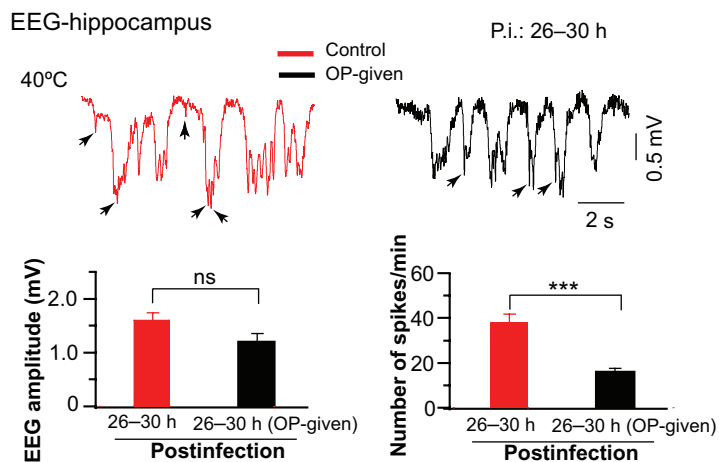 EEG-hippocampus
P.i.: 26–30 h
Control
OP-given
40ºC
0.5 mV
2 s
EEG amplitude (mV)
2.0
1.0
0
ns
26–30 h
26–30 h (OP-given)
Postinfection
Number of spikes/min
60
40
20
0
***
26–30 h
26–30 h (OP-given)
Postinfection